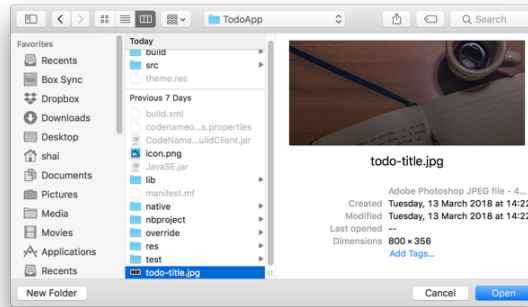 TodoApp
Search
Favorites
Recents
Box Sync
Dropbox
Downloads
Desktop
shai
Documents
Pictures
Media
Movies
Applications
Recents
Today
build
src
theme.res
Previous 7 Days
build.xml
codenameo...s.properties
CodeName...uildClient.jar
icon.png
JavaSE.jar
lib
manifest.mf
native
nbproject
override
res
test
todo-title.jpg
todo-title.jpg
Adobe Photoshop JPEG file - 4...
Created Tuesday, 13 March 2018 at 14:22
Modified Tuesday, 13 March 2018 at 14:22
Last opened --
Dimensions 800 × 356
Add Tags...
New Folder
Cancel
Open